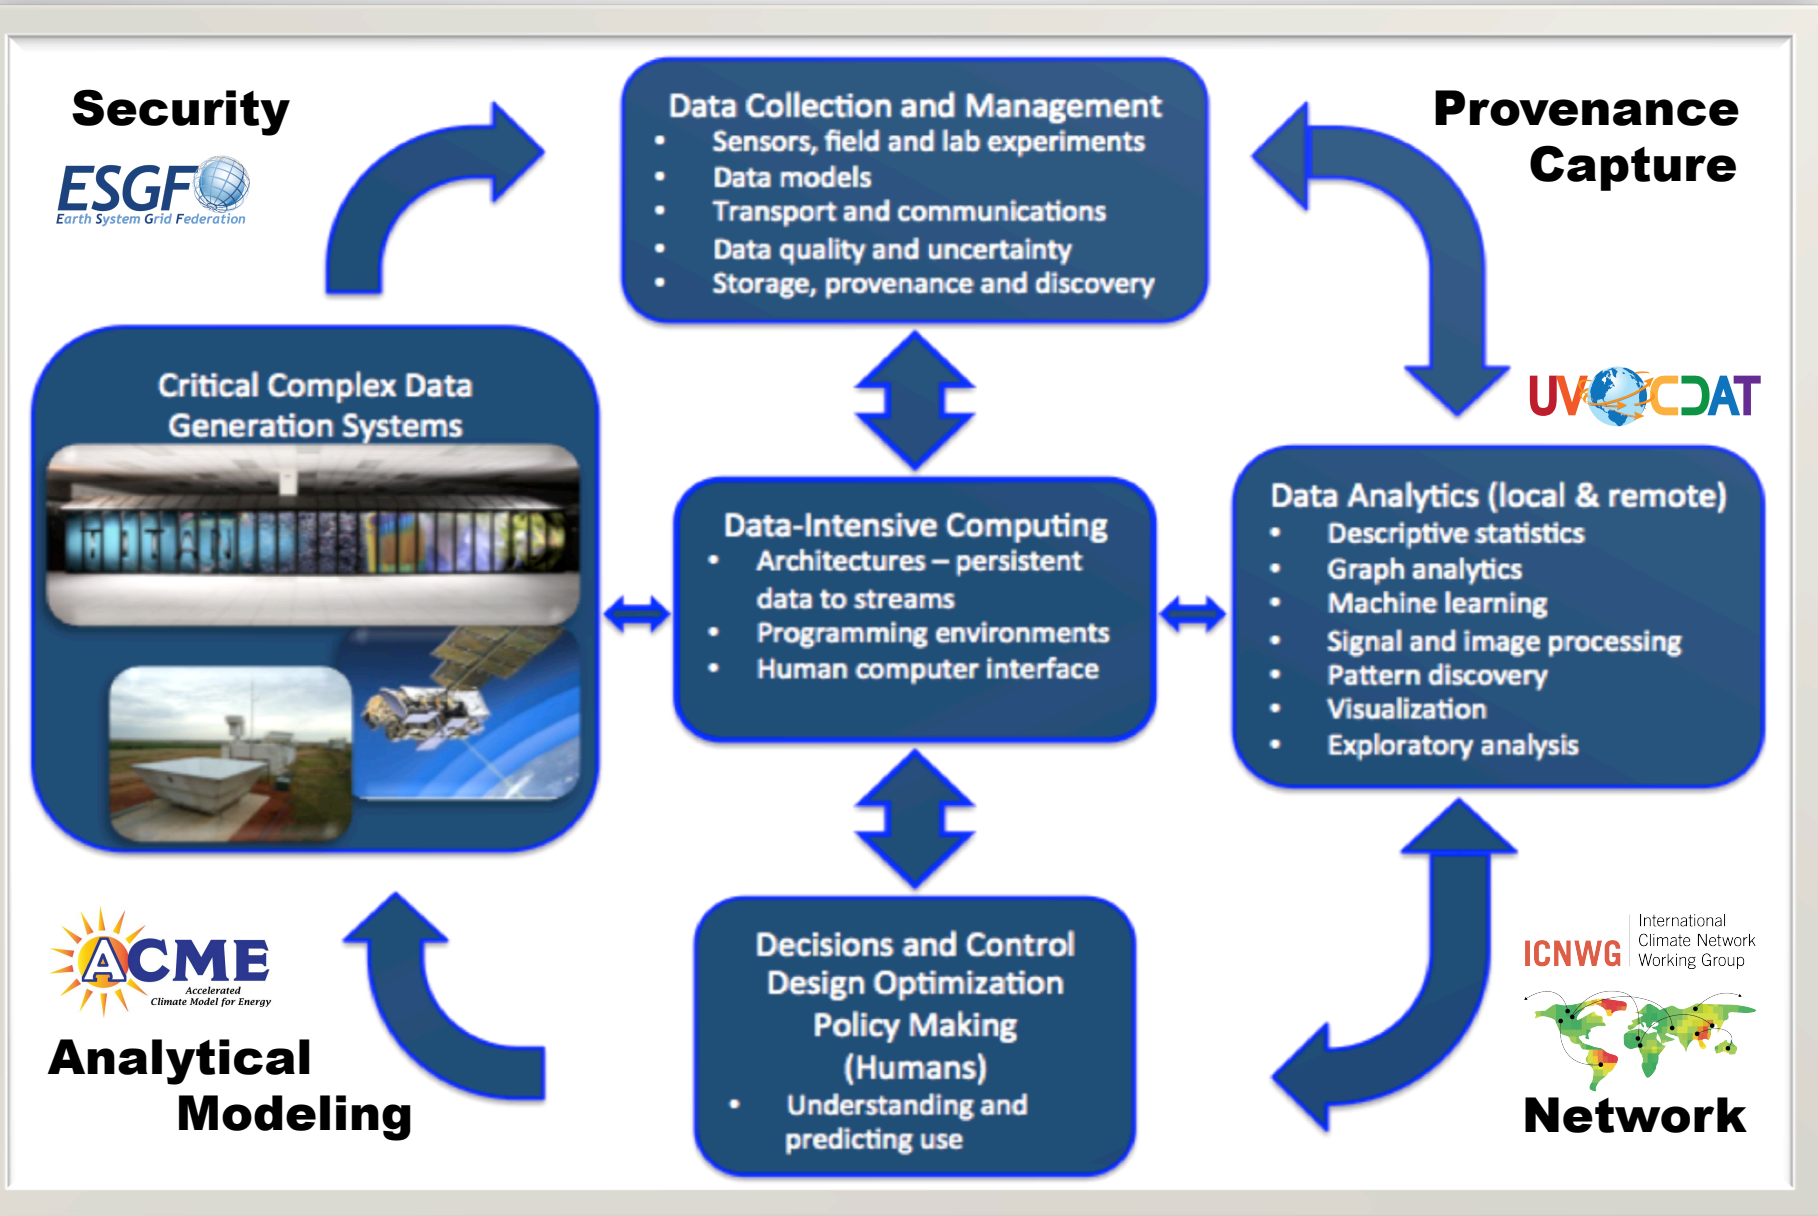 Security
ESGF
Earth System Grid Federation
Data Collection and Management
• Sensors, field and lab experiments
• Data models
• Transport and communications
• Data quality and uncertainty
• Storage, provenance and discovery
Provenance
Capture
UV CDAT
Critical Complex Data
Generation Systems
TITAN
Data-Intensive Computing
• Architectures – persistent
data to streams
• Programming environments
• Human computer interface
Data Analytics (local & remote)
• Descriptive statistics
• Graph analytics
• Machine learning
• Signal and image processing
• Pattern discovery
• Visualization
• Exploratory analysis
ACME
Accelerated
Climate Model for Energy
Analytical
Modeling
Decisions and Control
Design Optimization
Policy Making
(Humans)
• Understanding and
predicting use
ICNWG
International
Climate Network
Working Group
Network